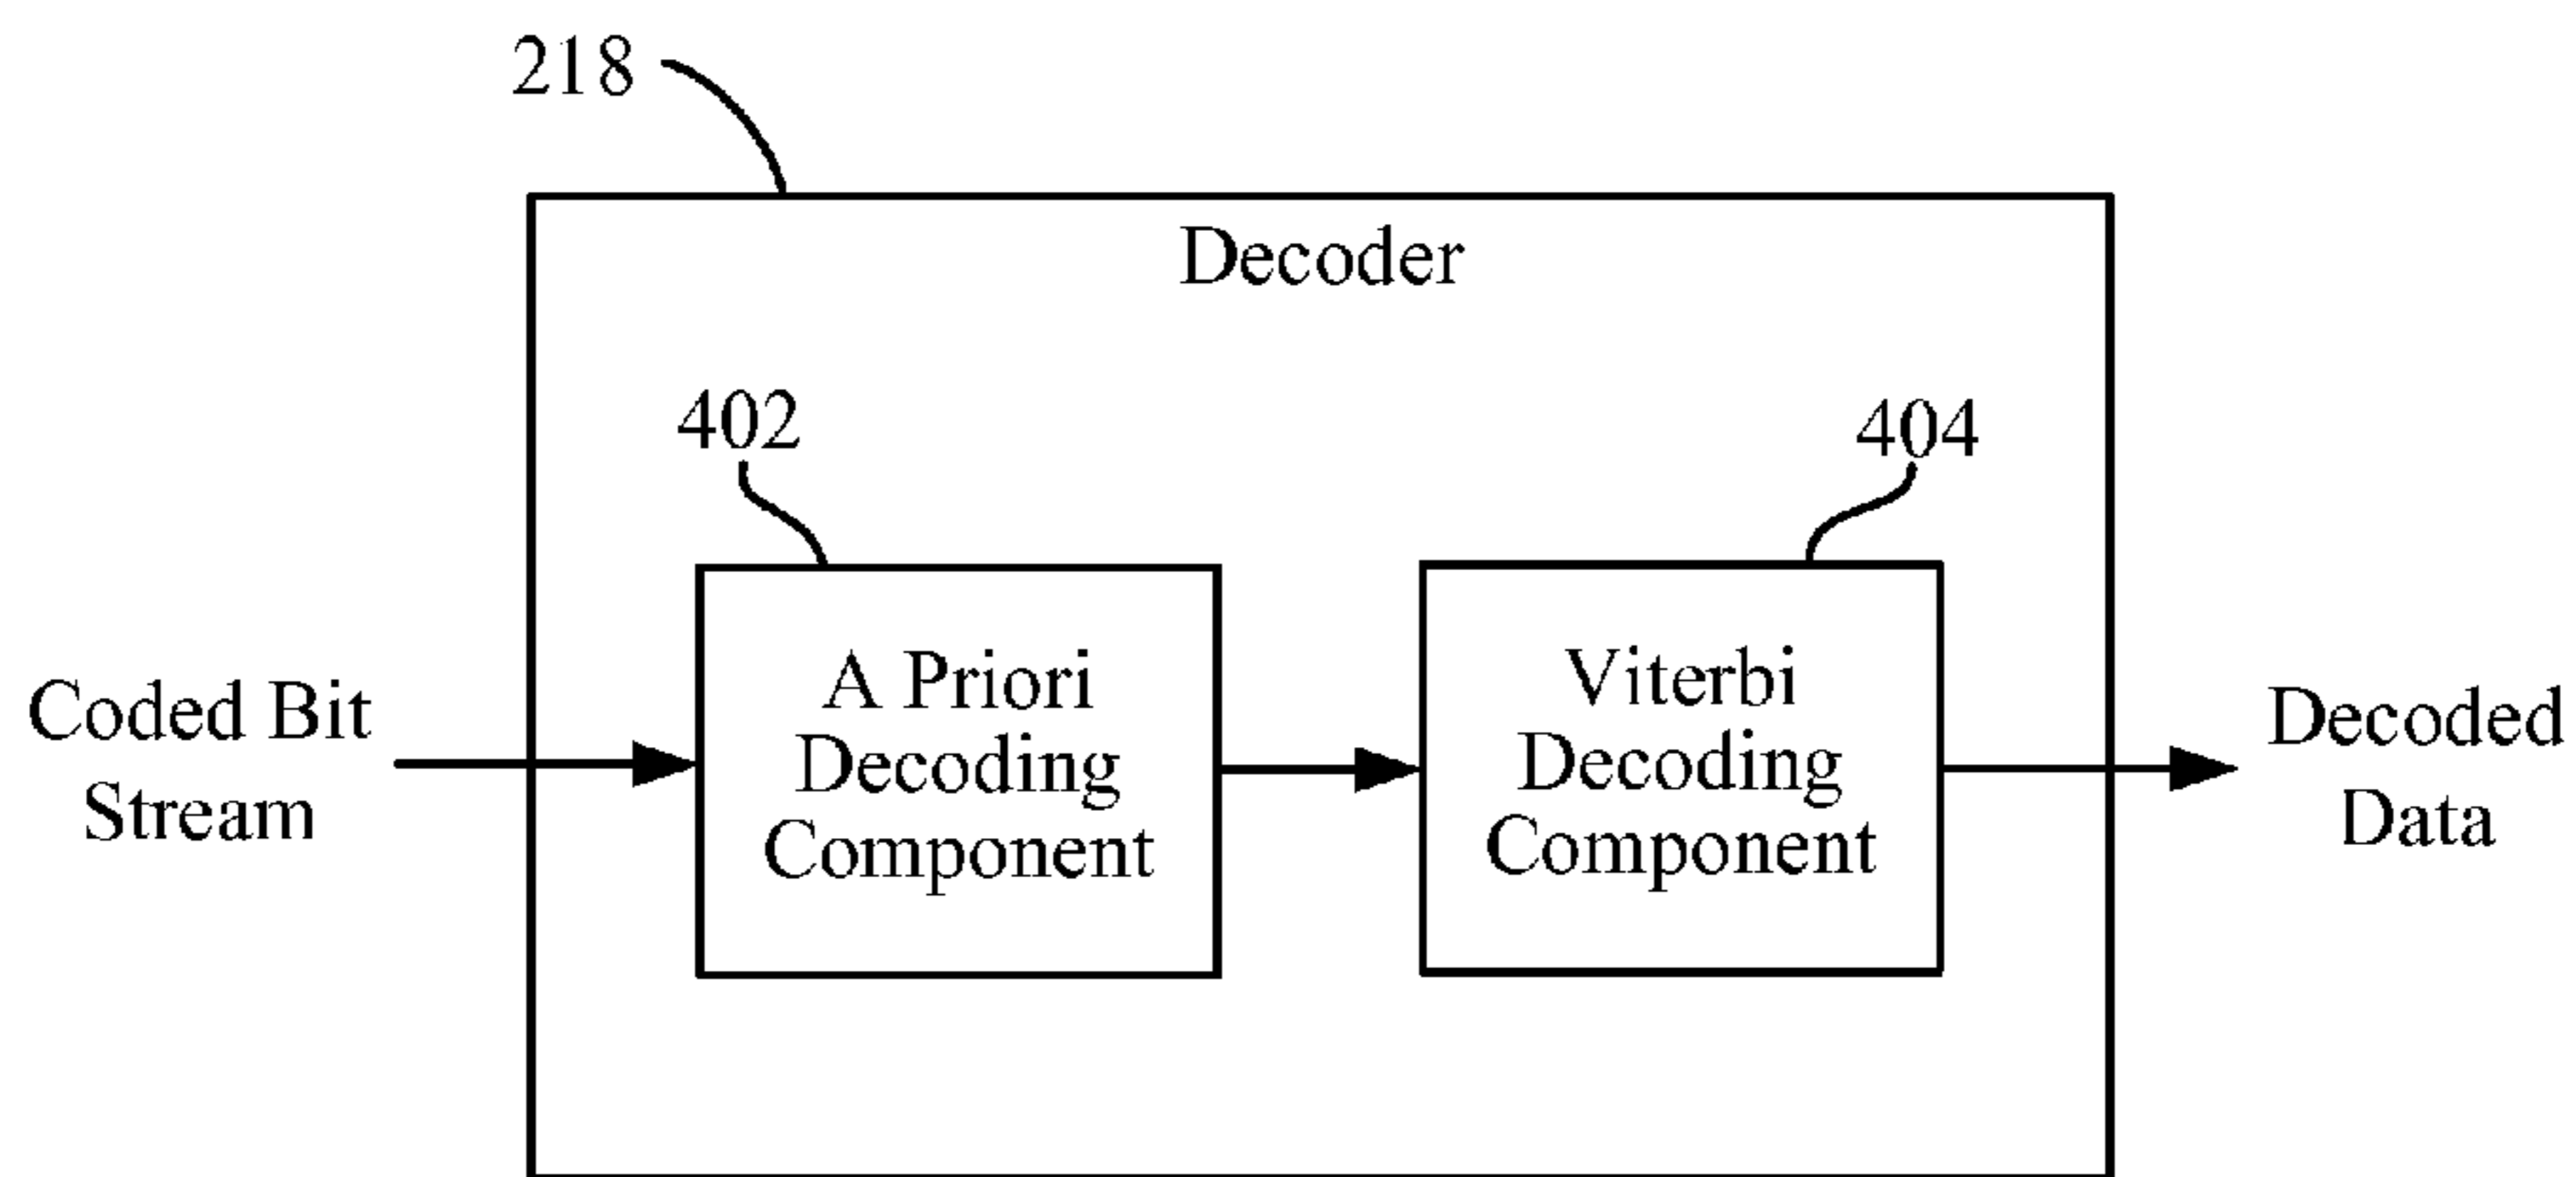 218
Decoder
402
404
Coded Bit
Stream
A Priori
Decoding
Component
Viterbi
Decoding
Component
Decoded
Data